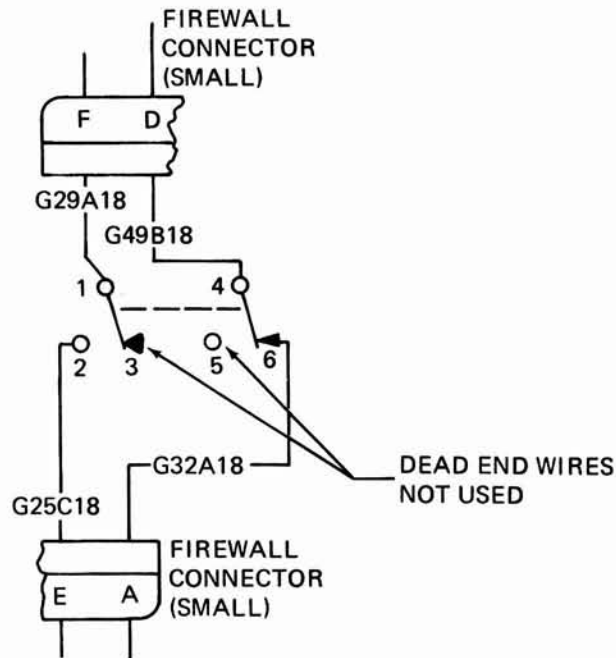 FIREWALL
CONNECTOR
(SMALL)
F D
G29A18
G49B18
1 4
2 3 5 6
G32A18
DEAD END WIRES
NOT USED
G25C18
FIREWALL
CONNECTOR
(SMALL)
E A